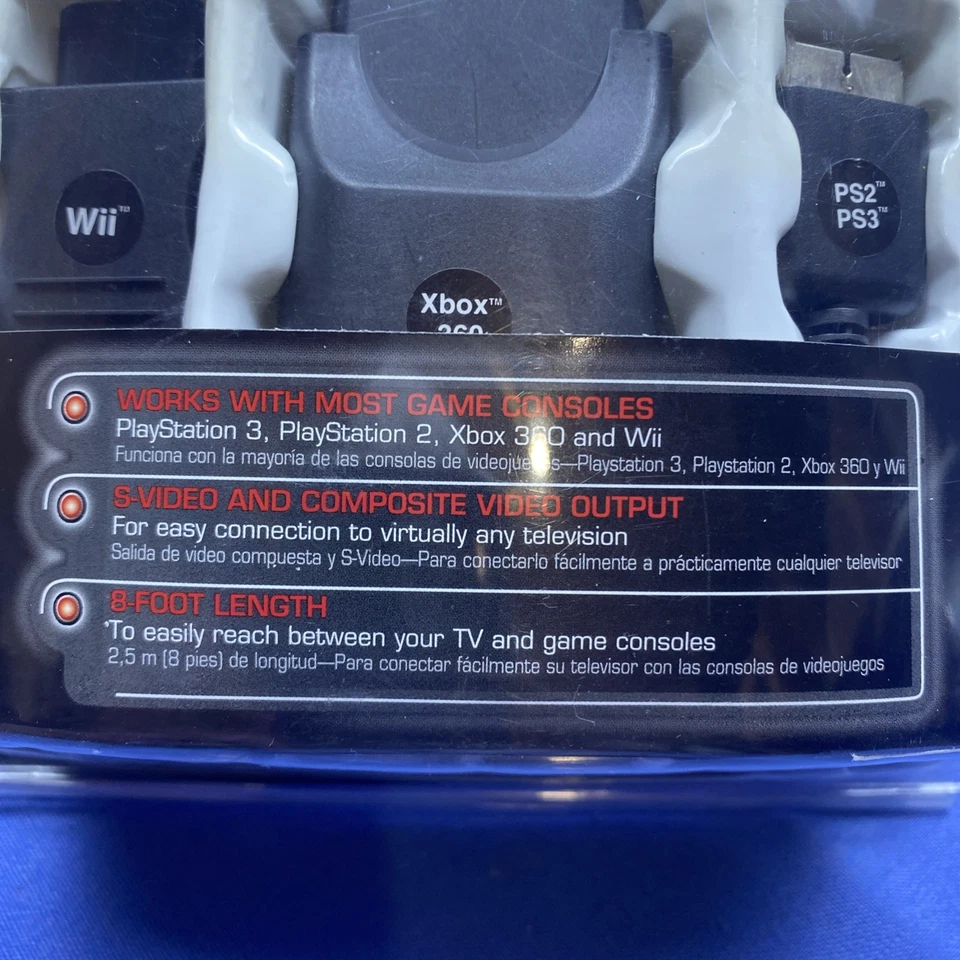 Wii™
PS2™
PS3™
Xbox™
360
WORKS WITH MOST GAME CONSOLES
PlayStation 3, PlayStation 2, Xbox 360 and Wii
Funciona con la mayoría de las consolas de videojuegos—Playstation 3, Playstation 2, Xbox 360 y Wii
S-VIDEO AND COMPOSITE VIDEO OUTPUT
For easy connection to virtually any television
Salida de video compuesta y S-Video—Para conectarlo fácilmente a prácticamente cualquier televisor
8-FOOT LENGTH
To easily reach between your TV and game consoles
2,5 m (8 pies) de longitud—Para conectar fácilmente su televisor con las consolas de videojuegos